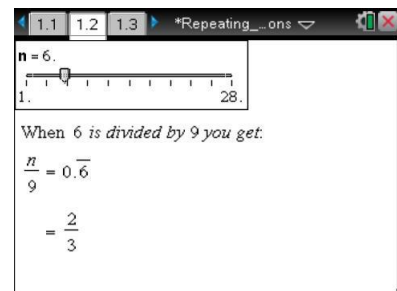 1.1 1.2 1.3 *Repeating_...ons
n = 6.
1. 28.
When 6 is divided by 9 you get:
n/9 = 0.6̅
= 2/3